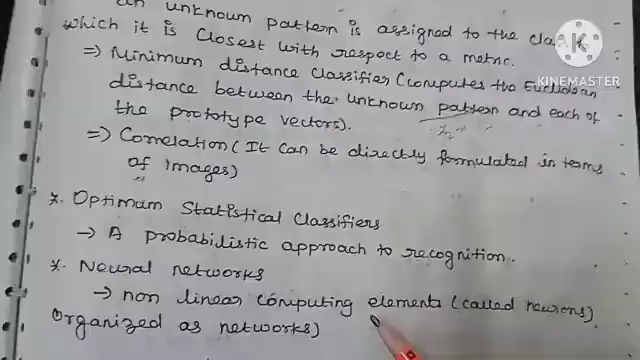 an unknown pattern is assigned to the
which it is closest with respect to a metric.
K
KINEMASTER
⇒ Minimum distance classifier (computes the Euclidean
distance between the unknown pattern and each of
the prototype vectors).
⇒ Correlation (It can be directly formulated in terms
of images)
*. Optimum Statistical Classifiers
→ A probabilistic approach to recognition.
*. Neural networks
→ non linear computing elements (called neurons)
Organized as networks)